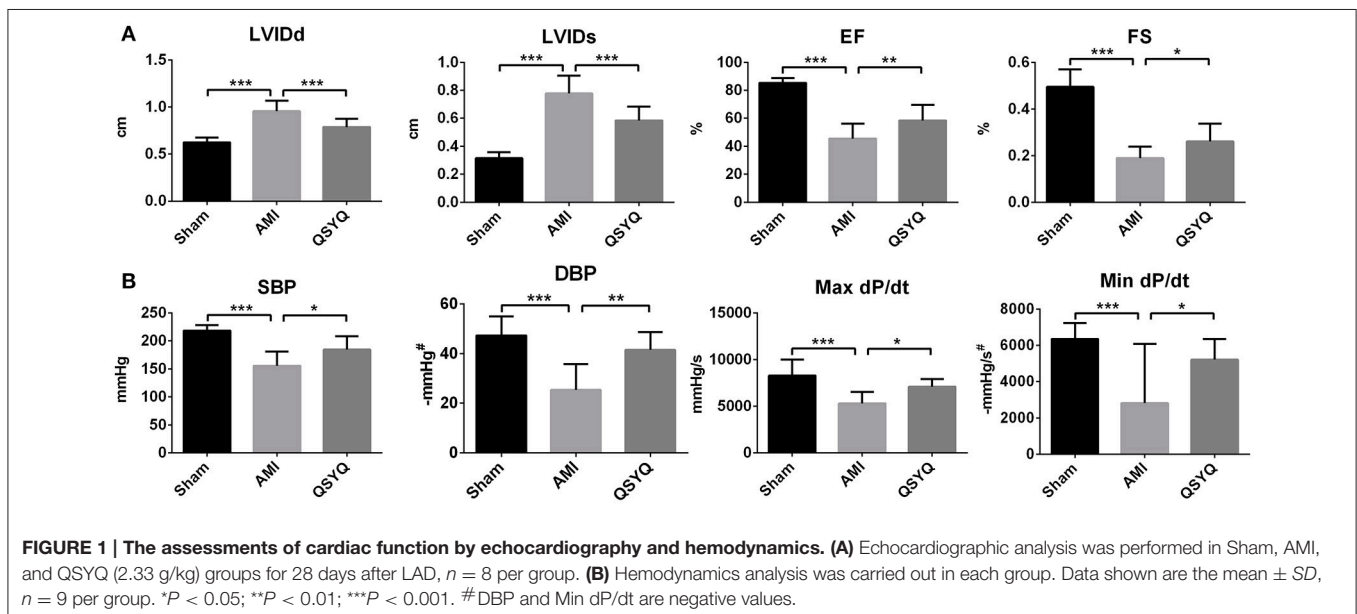 A
LVIDd
cm
1.5
1.0
0.5
0.0
***
***
Sham
AMI
QSYQ
LVIDs
cm
1.0
0.8
0.6
0.4
0.2
0.0
***
***
Sham
AMI
QSYQ
EF
%
100
80
60
40
20
0
***
**
Sham
AMI
QSYQ
FS
%
0.6
0.4
0.2
0.0
***
*
Sham
AMI
QSYQ
B
SBP
mmHg
250
200
150
100
50
0
***
*
Sham
AMI
QSYQ
DBP
-mmHg#
60
40
20
0
***
**
Sham
AMI
QSYQ
Max dP/dt
mmHg/s
15000
10000
5000
0
***
*
Sham
AMI
QSYQ
Min dP/dt
-mmHg/s#
8000
6000
4000
2000
0
***
*
Sham
AMI
QSYQ
FIGURE 1 | The assessments of cardiac function by echocardiography and hemodynamics. (A) Echocardiographic analysis was performed in Sham, AMI,
and QSYQ (2.33 g/kg) groups for 28 days after LAD, n = 8 per group. (B) Hemodynamics analysis was carried out in each group. Data shown are the mean ± SD,
n = 9 per group. *P < 0.05; **P < 0.01; ***P < 0.001. #DBP and Min dP/dt are negative values.